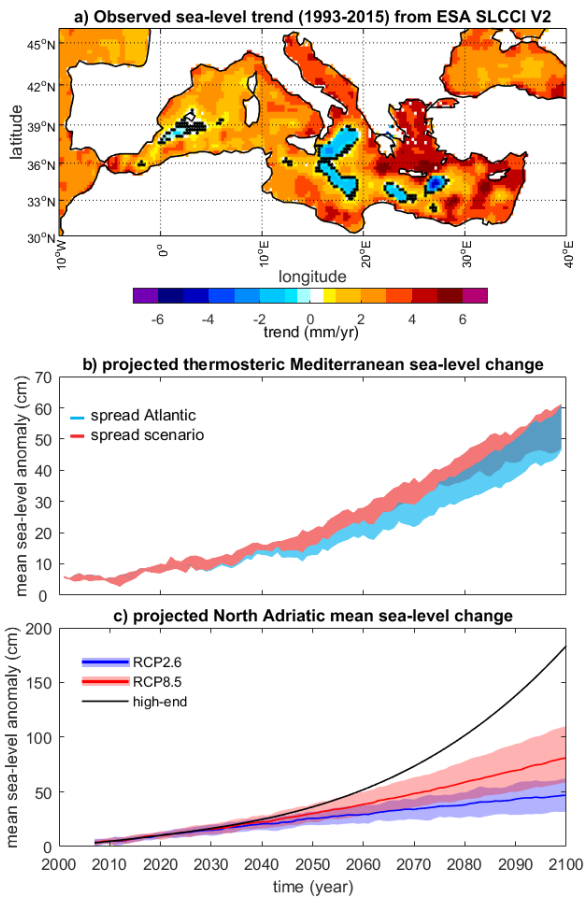 a) Observed sea-level trend (1993-2015) from ESA SLCCI V2
45°N
42°N
39°N
36°N
33°N
30°N
latitude
10°W
0°
10°E
20°E
30°E
40°E
longitude
-6 -4 -2 0 2 4 6
trend (mm/yr)
b) projected thermosteric Mediterranean sea-level change
70
60
50
40
30
20
10
0
mean sea-level anomaly (cm)
spread Atlantic
spread scenario
c) projected North Adriatic mean sea-level change
200
150
100
50
0
mean sea-level anomaly (cm)
RCP2.6
RCP8.5
high-end
2000 2010 2020 2030 2040 2050 2060 2070 2080 2090 2100
time (year)